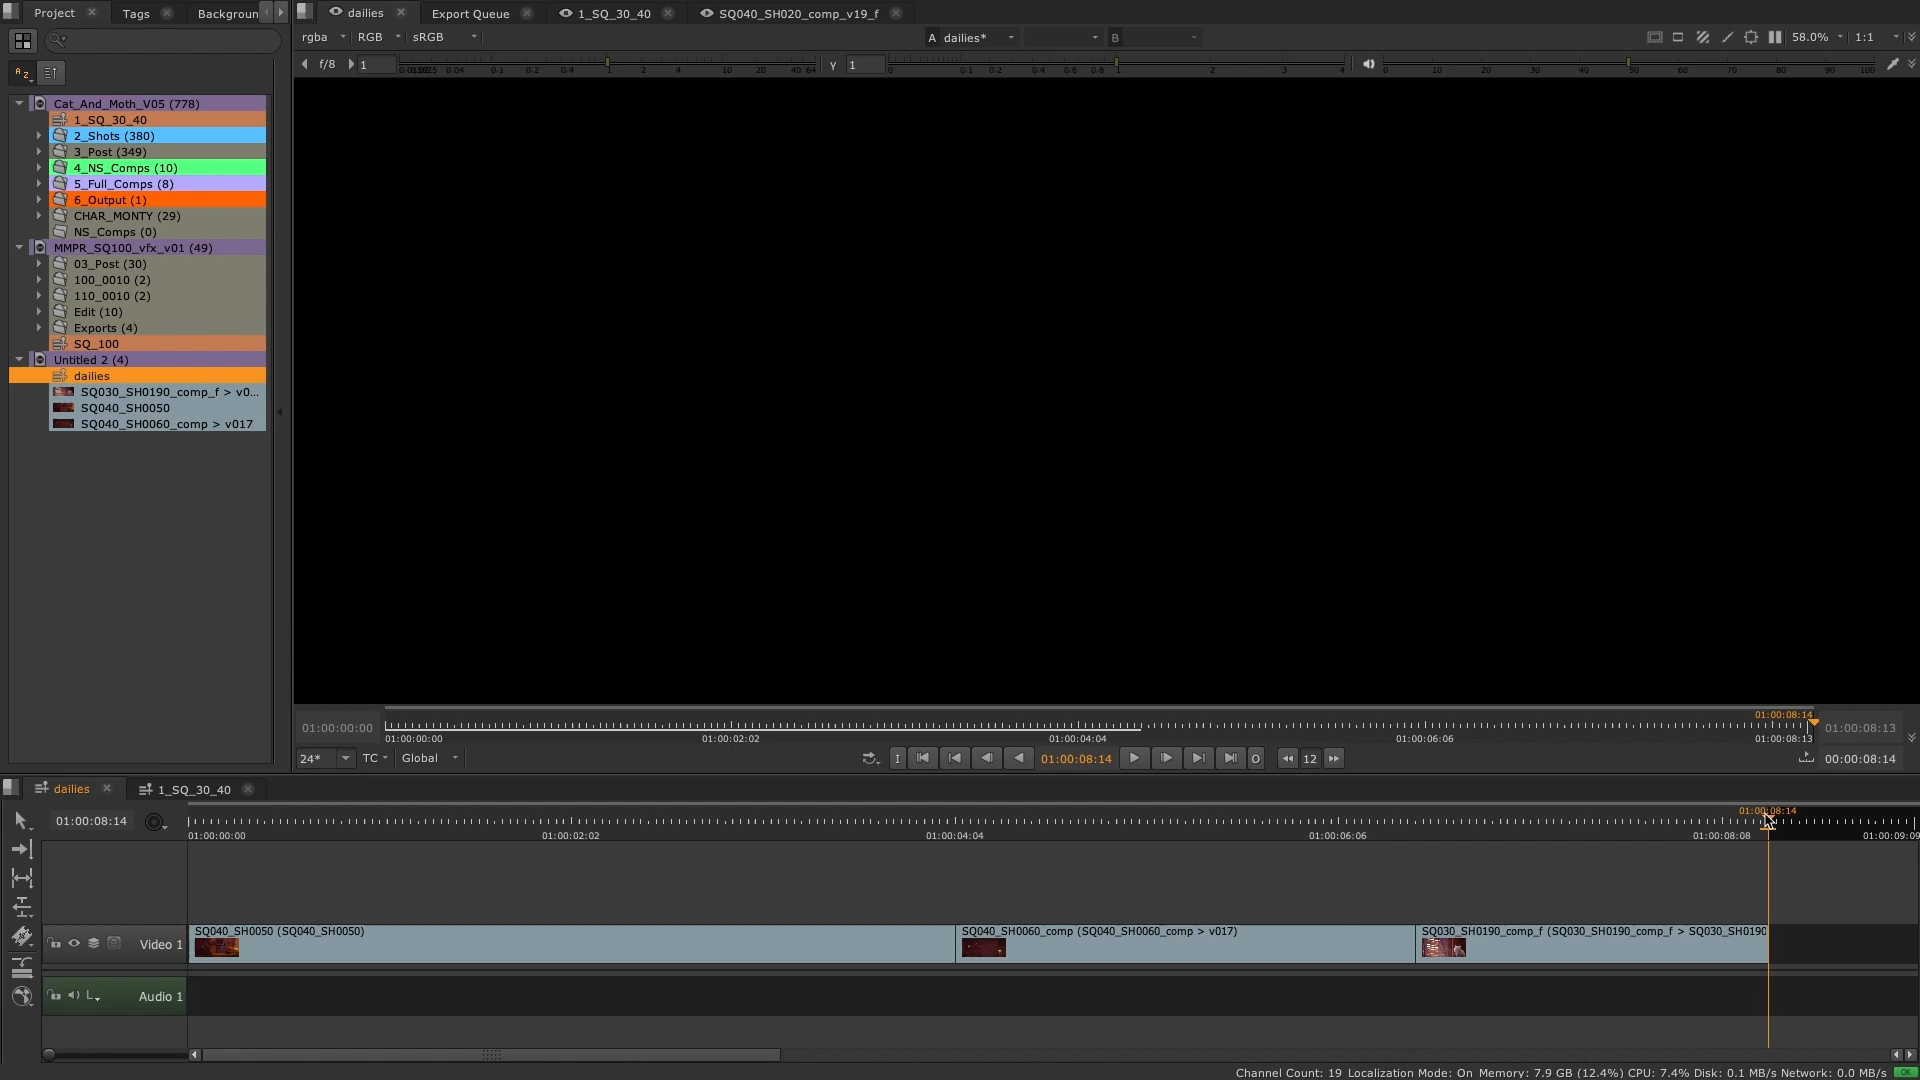 Project
Tags
Backgroun
dailies
Export Queue
1_SQ_30_40
SQ040_SH020_comp_v19_f
rgba
RGB
sRGB
A dailies*
B
58.0%
1:1
f/8
1
0.04
0.1
0.2
0.4
1
2
4
10
20
40 64
γ
1
0
0.1
0.2
0.4
0.6
0.8
1
2
3
4
0
10
20
30
40
50
60
70
80
90
100
Cat_And_Moth_V05 (778)
1_SQ_30_40
2_Shots (380)
3_Post (349)
4_NS_Comps (10)
5_Full_Comps (8)
6_Output (1)
CHAR_MONTY (29)
NS_Comps (0)
MMPR_SQ100_vfx_v01 (49)
03_Post (30)
100_0010 (2)
110_0010 (2)
Edit (10)
Exports (4)
SQ_100
Untitled 2 (4)
dailies
SQ030_SH0190_comp_f > v0...
SQ040_SH0050
SQ040_SH0060_comp > v017
01:00:08:14
01:00:00:00
01:00:08:13
01:00:00:00
01:00:02:02
01:00:04:04
01:00:06:06
01:00:08:13
24*
TC
Global
I
01:00:08:14
O
12
00:00:08:14
dailies
1_SQ_30_40
01:00:08:14
01:00:08:14
01:00:00:00
01:00:02:02
01:00:04:04
01:00:06:06
01:00:08:08
01:00:09:09
SQ040_SH0050 (SQ040_SH0050)
SQ040_SH0060_comp (SQ040_SH0060_comp > v017)
SQ030_SH0190_comp_f (SQ030_SH0190_comp_f > SQ030_SH0190
Video 1
L
Audio 1
Channel Count: 19 Localization Mode: On Memory: 7.9 GB (12.4%) CPU: 7.4% Disk: 0.1 MB/s Network: 0.0 MB/s
OK